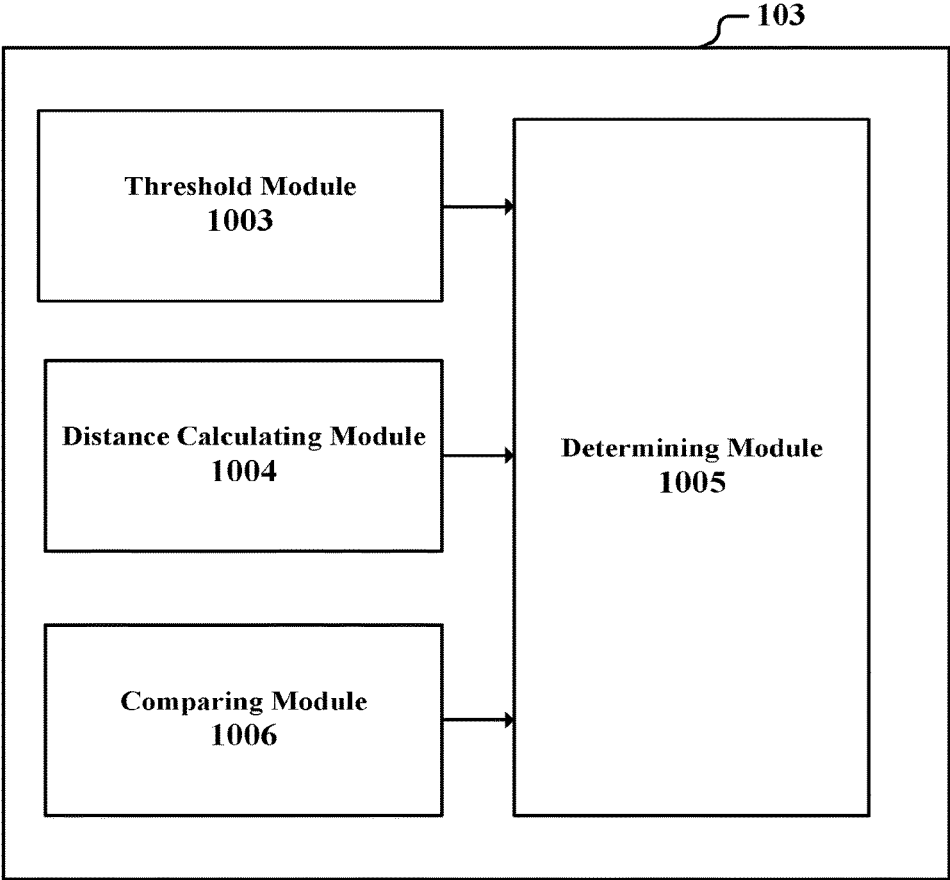 103
Threshold Module
1003
Distance Calculating Module
1004
Determining Module
1005
Comparing Module
1006